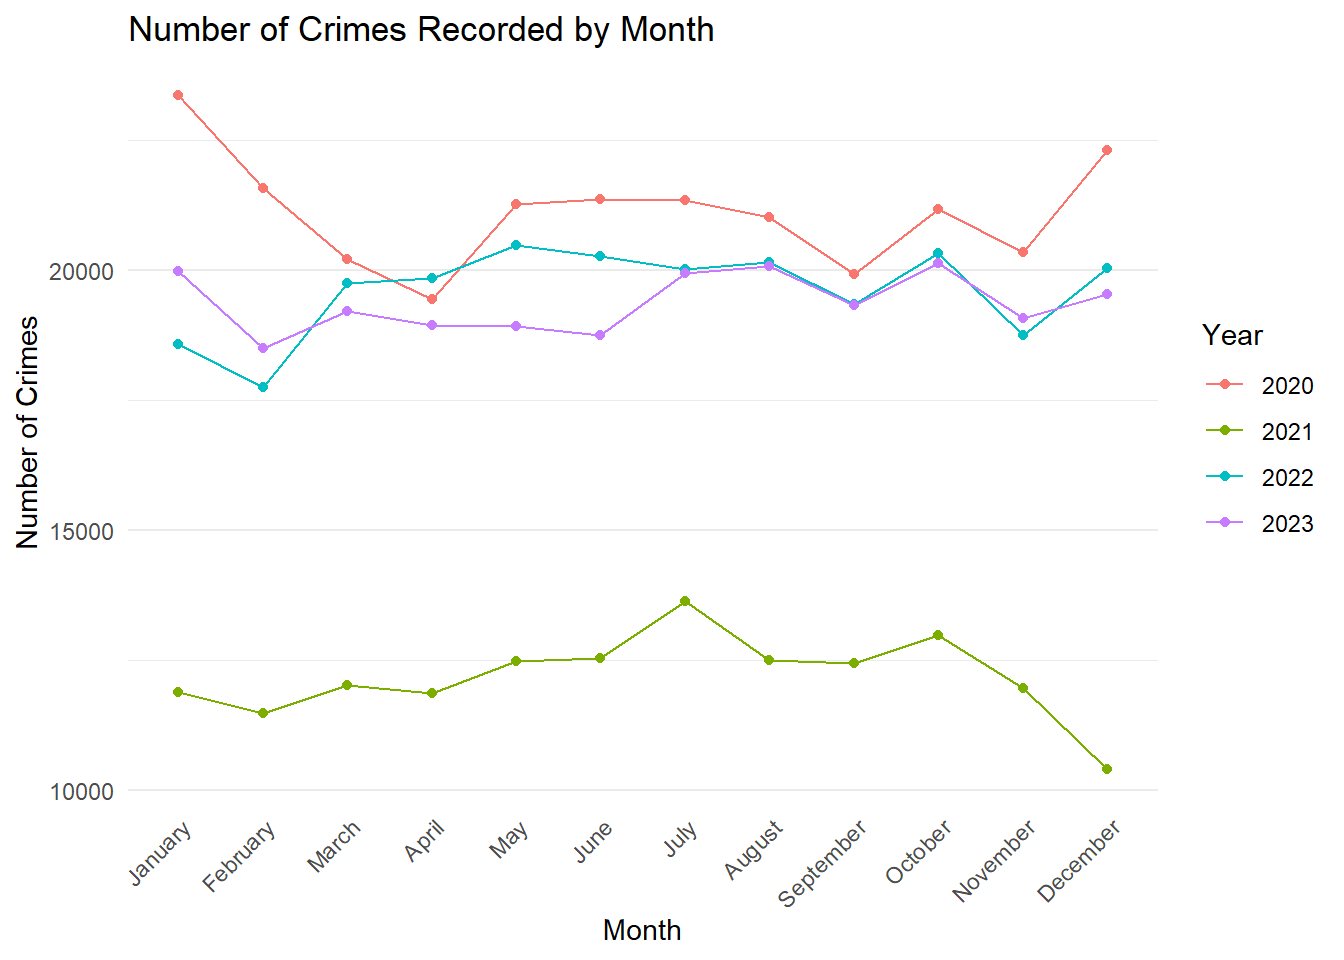 Number of Crimes Recorded by Month
Number of Crimes
20000
15000
10000
January
February
March
April
May
June
July
August
September
October
November
December
Month
Year
2020
2021
2022
2023